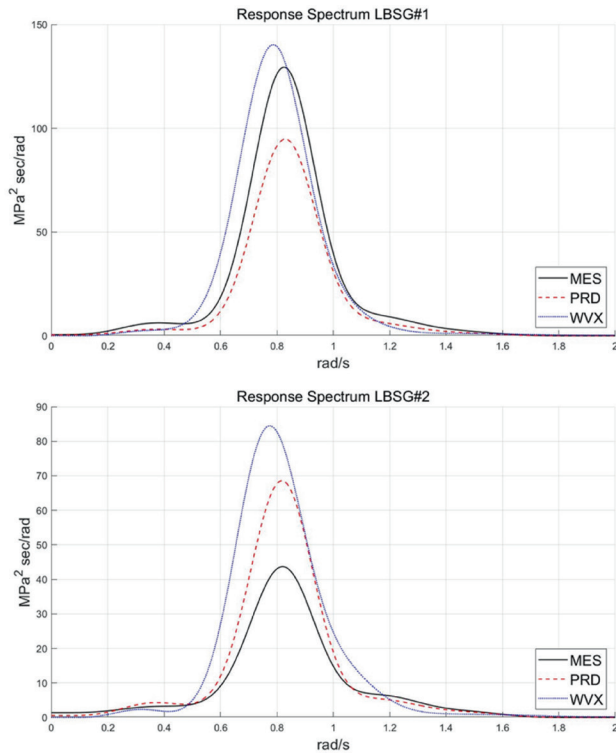 Response Spectrum LBSG#1
150
100
50
0
MPa² sec/rad
MES
PRD
WVX
0 0.2 0.4 0.6 0.8 1 1.2 1.4 1.6 1.8 2
rad/s
Response Spectrum LBSG#2
90
80
70
60
50
40
30
20
10
0
MPa² sec/rad
MES
PRD
WVX
0 0.2 0.4 0.6 0.8 1 1.2 1.4 1.6 1.8 2
rad/s